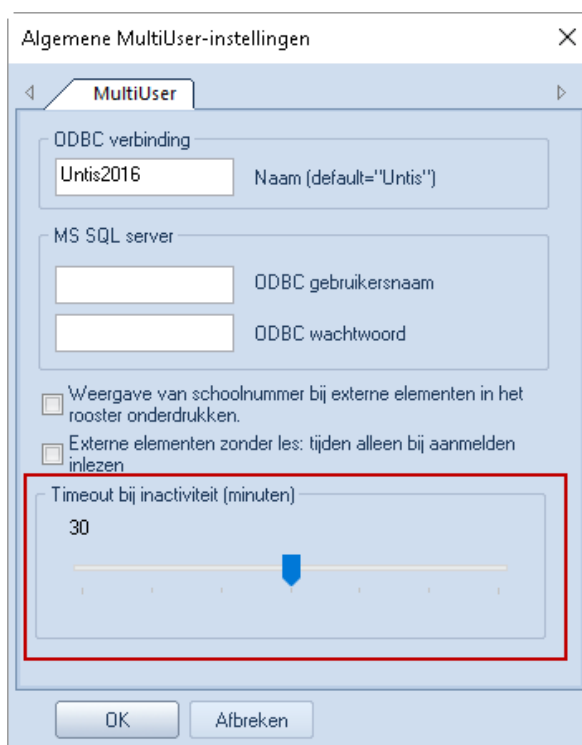 Algemene MultiUser-instellingen
MultiUser
ODBC verbinding
Untis2016
Naam (default="Untis")
MS SQL server
ODBC gebruikersnaam
ODBC wachtwoord
Weergave van schoolnummer bij externe elementen in het
rooster onderdrukken.
Externe elementen zonder les: tijden alleen bij aanmelden
inlezen
Timeout bij inactiviteit (minuten)
30
OK
Afbreken